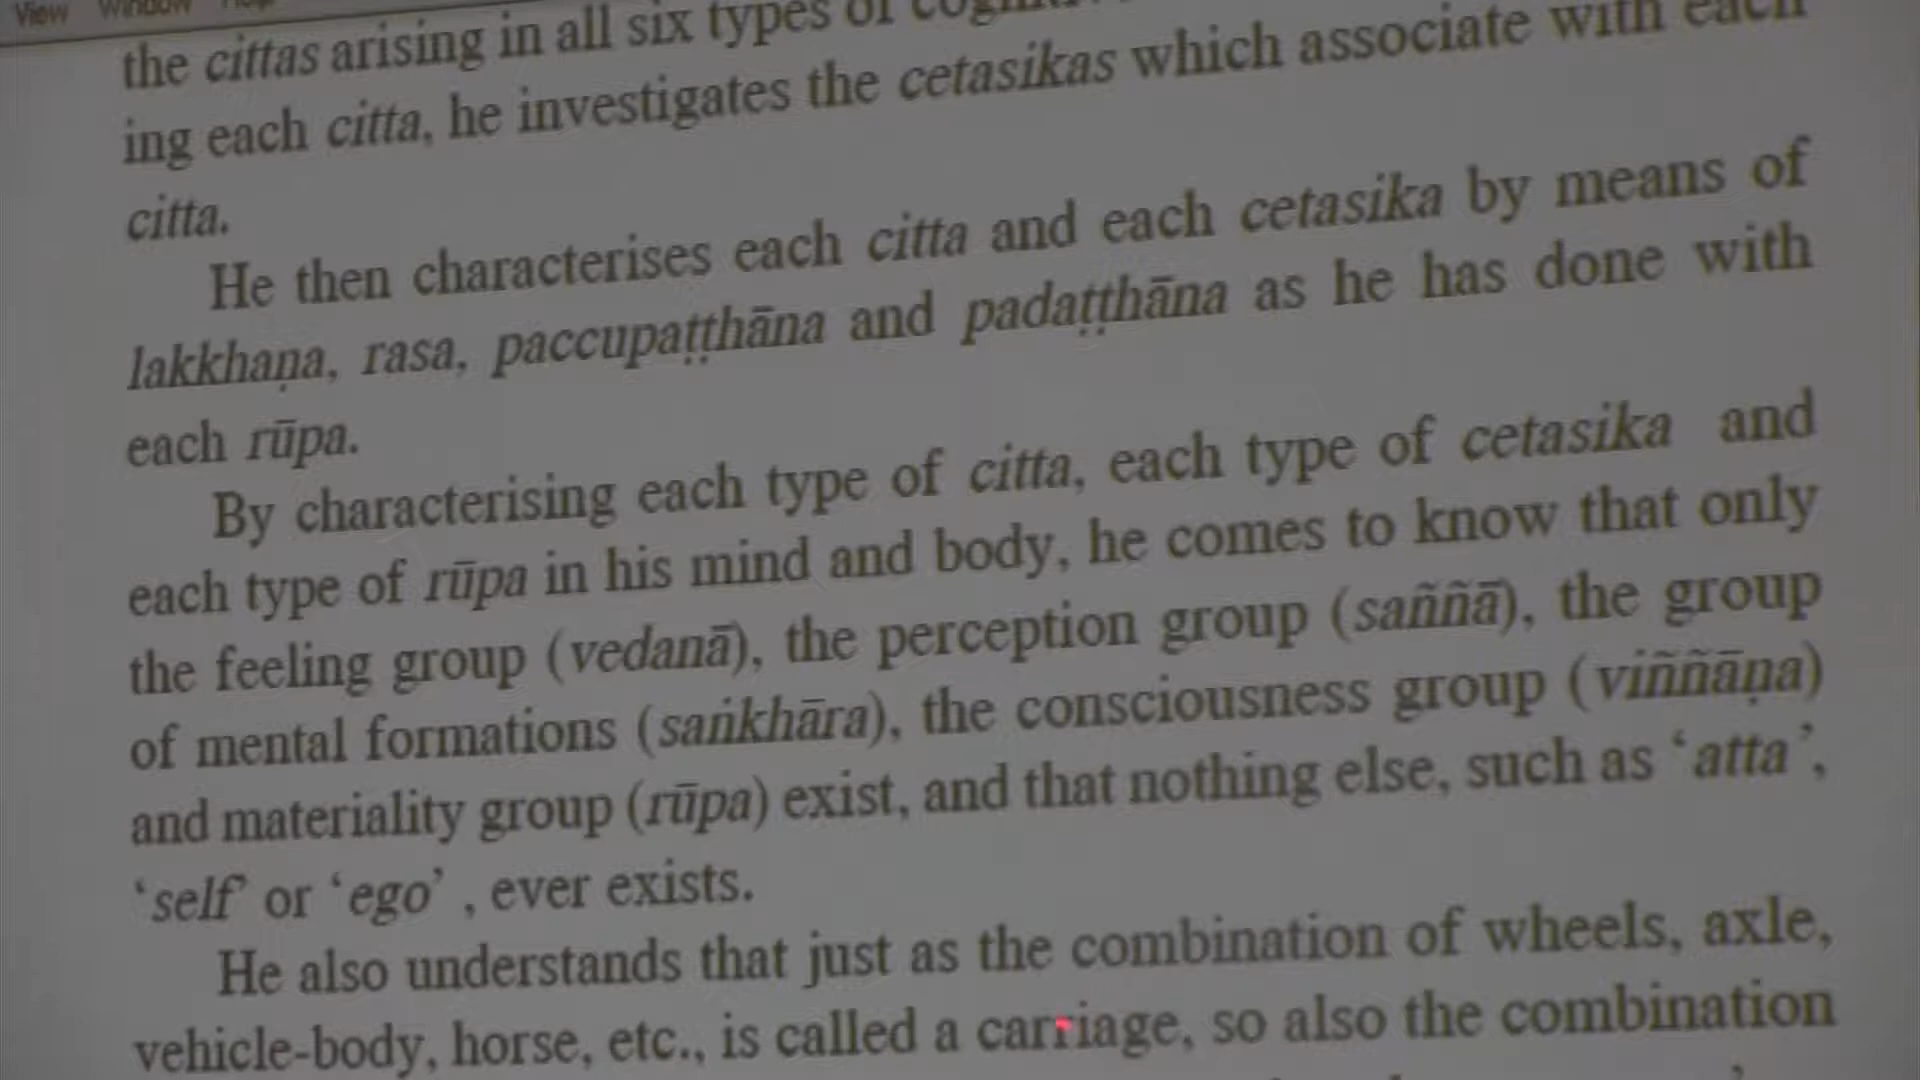 View Window Help
the cittas arising in all six types of
ing each citta, he investigates the cetasikas which associate with each
citta.
He then characterises each citta and each cetasika by means of
lakkhaṇa, rasa, paccupaṭṭhāna and padaṭṭhāna as he has done with
each rūpa.
By characterising each type of citta, each type of cetasika and
each type of rūpa in his mind and body, he comes to know that only
the feeling group (vedanā), the perception group (saññā), the group
of mental formations (saṅkhāra), the consciousness group (viññāṇa)
and materiality group (rūpa) exist, and that nothing else, such as ‘atta’,
‘self’ or ‘ego’ , ever exists.
He also understands that just as the combination of wheels, axle,
vehicle-body, horse, etc., is called a carriage, so also the combination